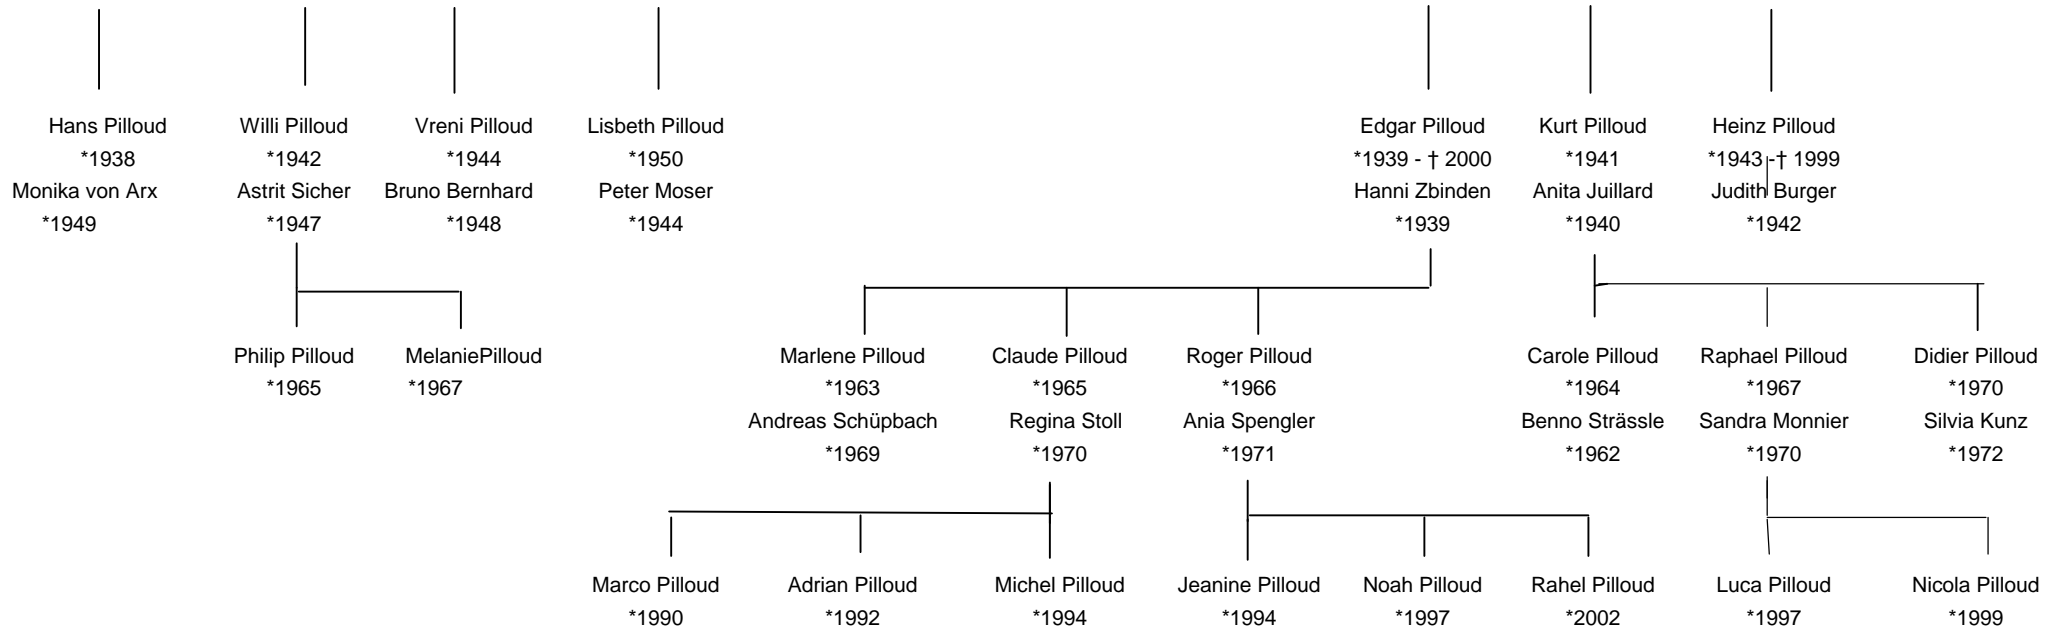 Hans Pilloud Willi Pilloud Vreni Pilloud Lisbeth Pilloud Edgar Pilloud Kurt Pilloud Heinz Pilloud
*1938 *1942 *1944 *1950 *1939 - † 2000 *1941 *1943 -† 1999
Monika von Arx Astrit Sicher Bruno Bernhard Peter Moser Hanni Zbinden Anita Juillard Judith Burger
*1949 *1947 *1948 *1944 *1939 *1940 *1942
Philip Pilloud MelaniePilloud Marlene Pilloud Claude Pilloud Roger Pilloud Carole Pilloud Raphael Pilloud Didier Pilloud
*1965 *1967 *1963 *1965 *1966 *1964 *1967 *1970
Andreas Schüpbach Regina Stoll Ania Spengler Benno Strässle Sandra Monnier Silvia Kunz
*1969 *1970 *1971 *1962 *1970 *1972
Marco Pilloud Adrian Pilloud Michel Pilloud Jeanine Pilloud Noah Pilloud Rahel Pilloud Luca Pilloud Nicola Pilloud
*1990 *1992 *1994 *1994 *1997 *2002 *1997 *1999